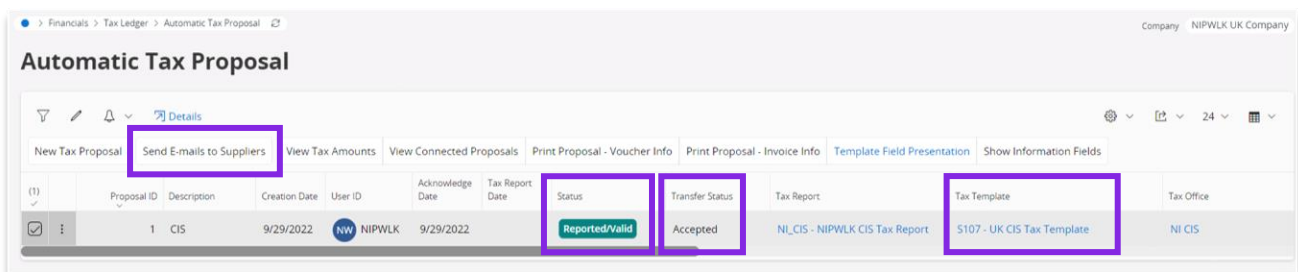 > Financials > Tax Ledger > Automatic Tax Proposal
Company NIPWLK UK Company
Automatic Tax Proposal
Details
24
New Tax Proposal Send E-mails to Suppliers View Tax Amounts View Connected Proposals Print Proposal - Voucher Info Print Proposal - Invoice Info Template Field Presentation Show Information Fields
(1) Proposal ID Description Creation Date User ID Acknowledge Date Tax Report Date Status Transfer Status Tax Report Tax Template Tax Office
1 CIS 9/29/2022 NW NIPWLK 9/29/2022 Reported/Valid Accepted NI_CIS - NIPWLK CIS Tax Report S107 - UK CIS Tax Template NI CIS